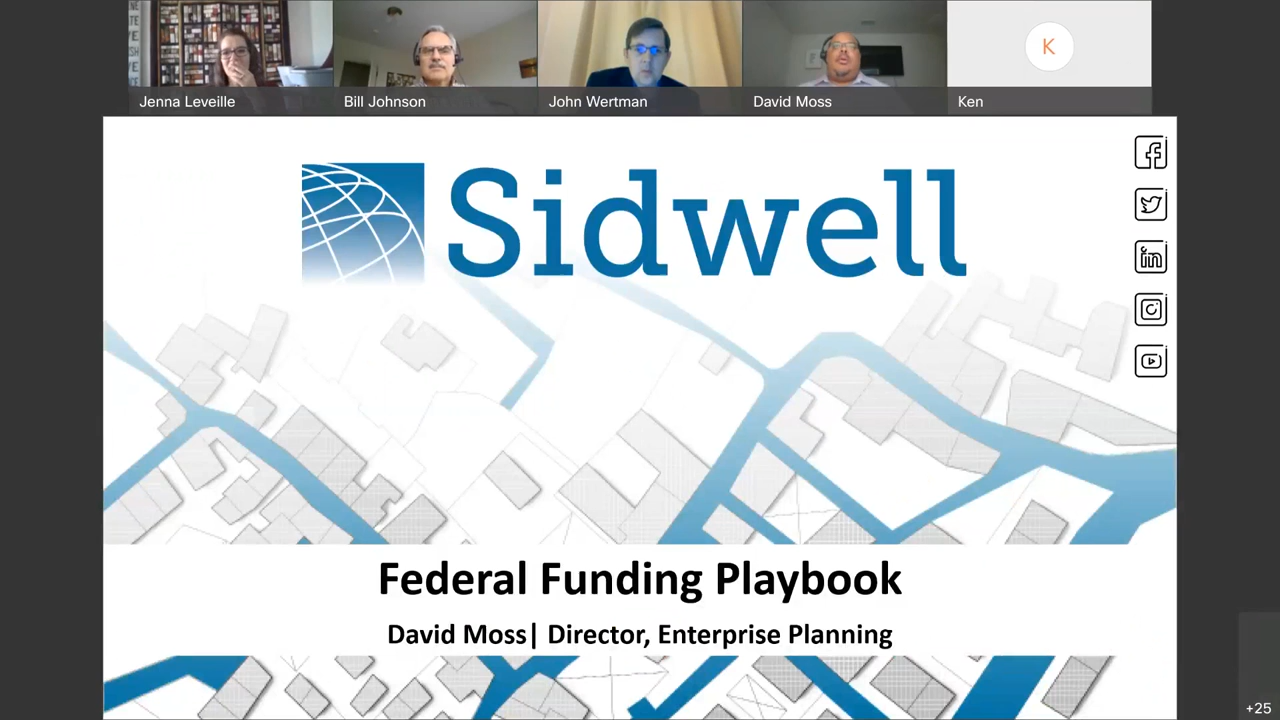 Jenna Leveille
Bill Johnson
John Wertman
David Moss
K
Ken
Sidwell
Federal Funding Playbook
David Moss| Director, Enterprise Planning
+25